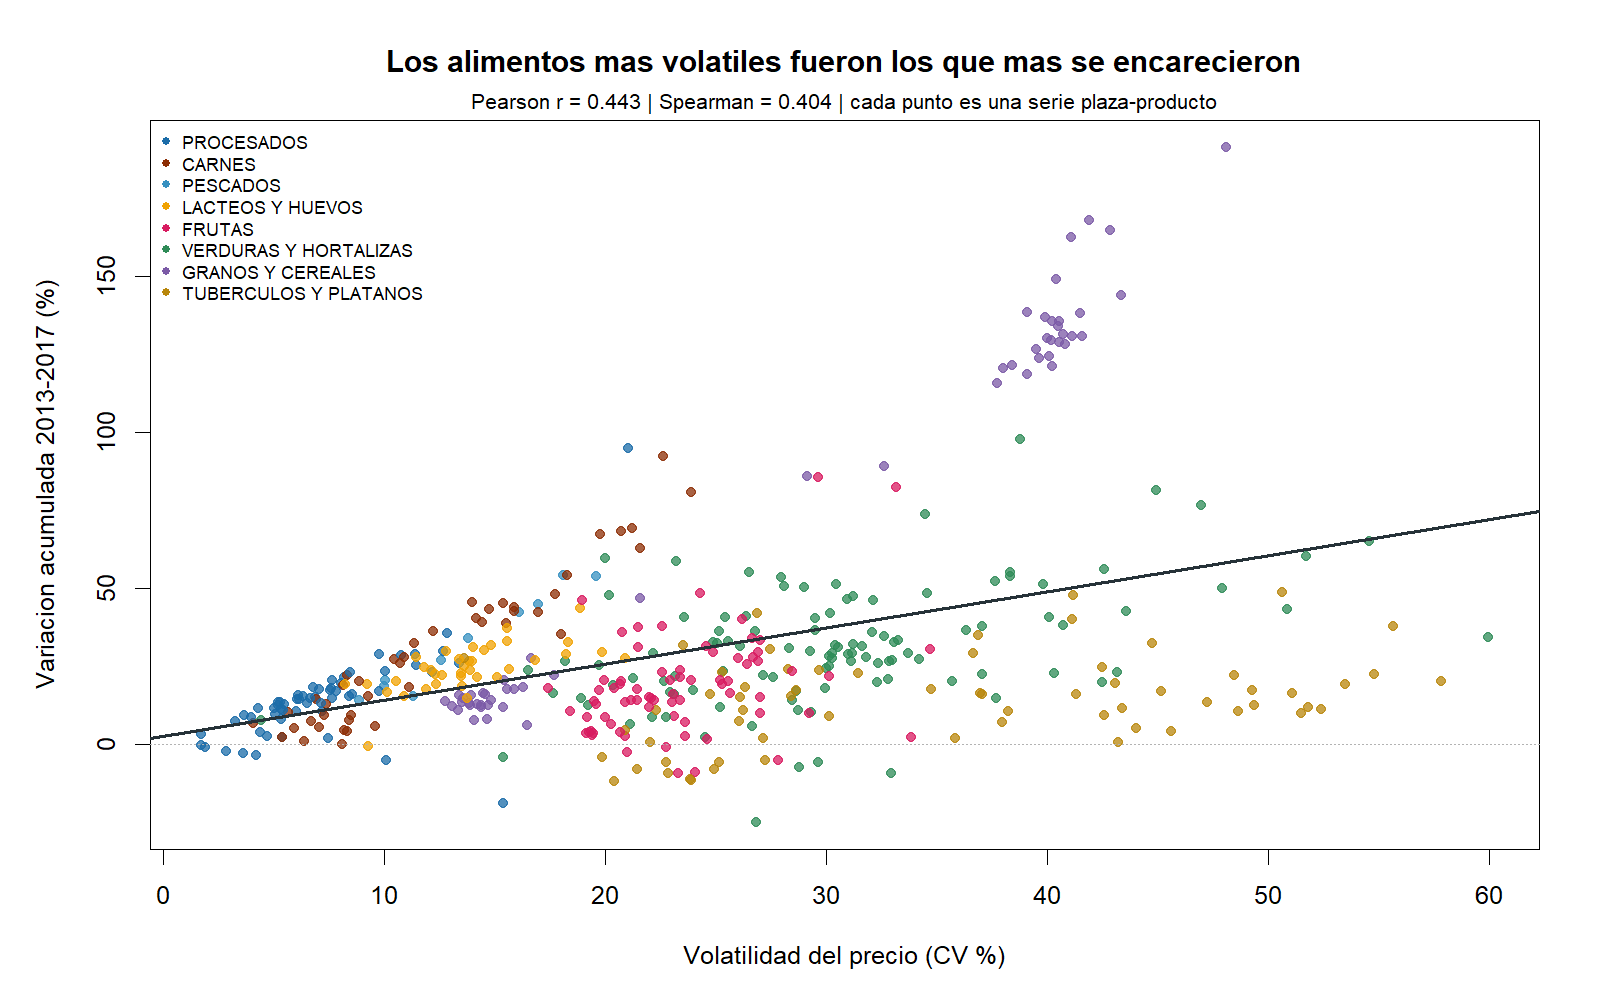 Los alimentos mas volatiles fueron los que mas se encarecieron
Pearson r = 0.443 | Spearman = 0.404 | cada punto es una serie plaza-producto
PROCESADOS
CARNES
PESCADOS
LACTEOS Y HUEVOS
FRUTAS
VERDURAS Y HORTALIZAS
GRANOS Y CEREALES
TUBERCULOS Y PLATANOS
Variacion acumulada 2013-2017 (%)
150
100
50
0
0 10 20 30 40 50 60
Volatilidad del precio (CV %)